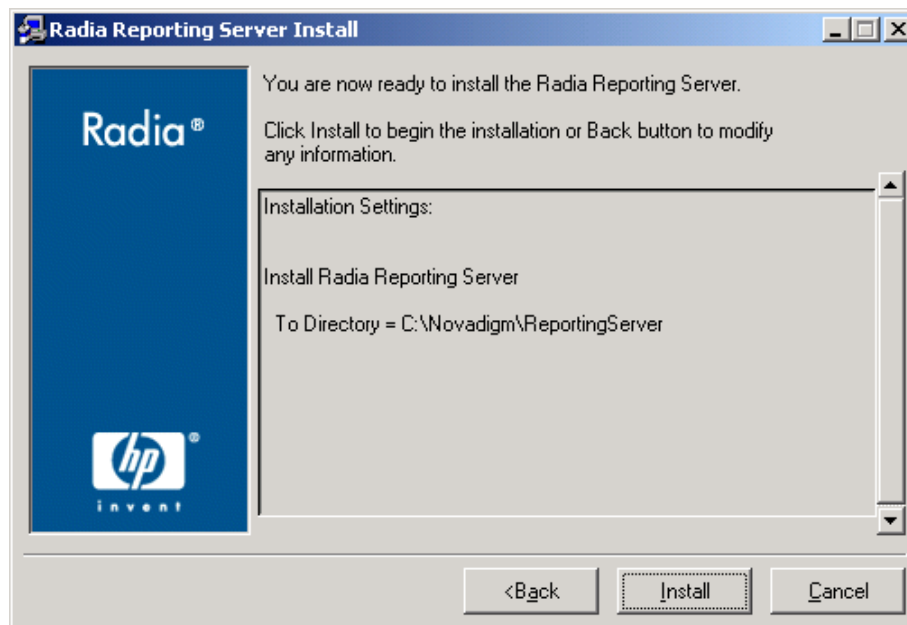 Radia Reporting Server Install
Radia®
hp®
invent
You are now ready to install the Radia Reporting Server.
Click Install to begin the installation or Back button to modify
any information.
Installation Settings:
Install Radia Reporting Server
To Directory = C:\Novadigm\ReportingServer
<Back
Install
Cancel